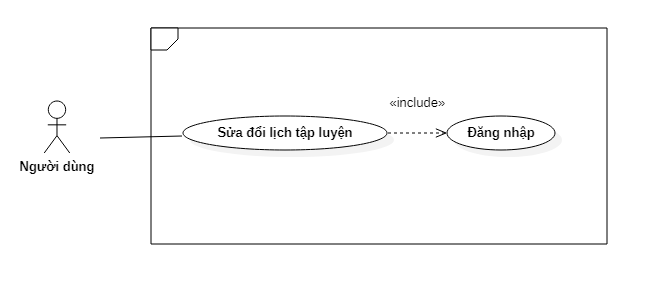 «include»
Sửa đổi lịch tập luyện
Đăng nhập
Người dùng